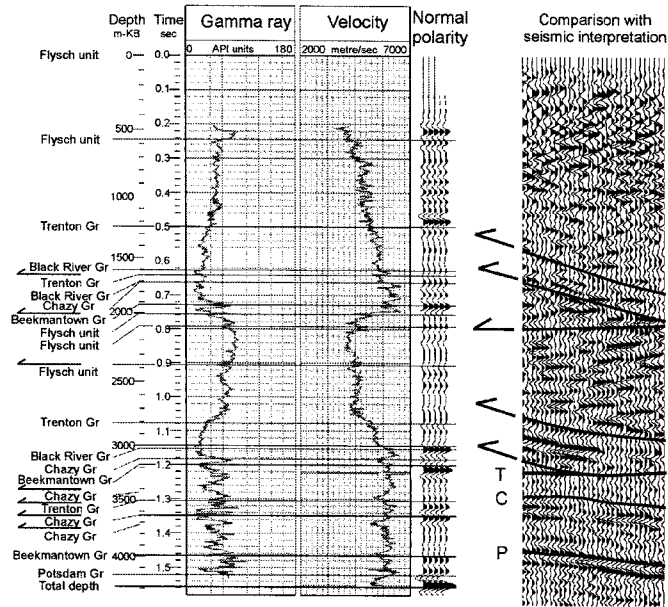 Depth Time Gamma ray Velocity Normal Comparison with
m-KB sec polarity seismic interpretation
0 API units 180 2000 metre/sec 7000
Flysch unit 0 0.0
0.1
0.2
500
Flysch unit
0.3
0.4
1000
Trenton Gr 0.5
1500
0.6
Black River Gr
Trenton Gr
Black River Gr 0.7
Chazy Gr
2000
Beekmantown Gr
Flysch unit 0.8
Flysch unit
0.9
Flysch unit
2500
1.0
Trenton Gr
1.1
3000
Black River Gr
Chazy Gr 1.2
Beekmantown Gr T
Chazy Gr
3500 1.3 C
Trenton Gr
Chazy Gr
Chazy Gr 1.4
Beekmantown Gr 4000 P
1.5
Potsdam Gr
Total depth